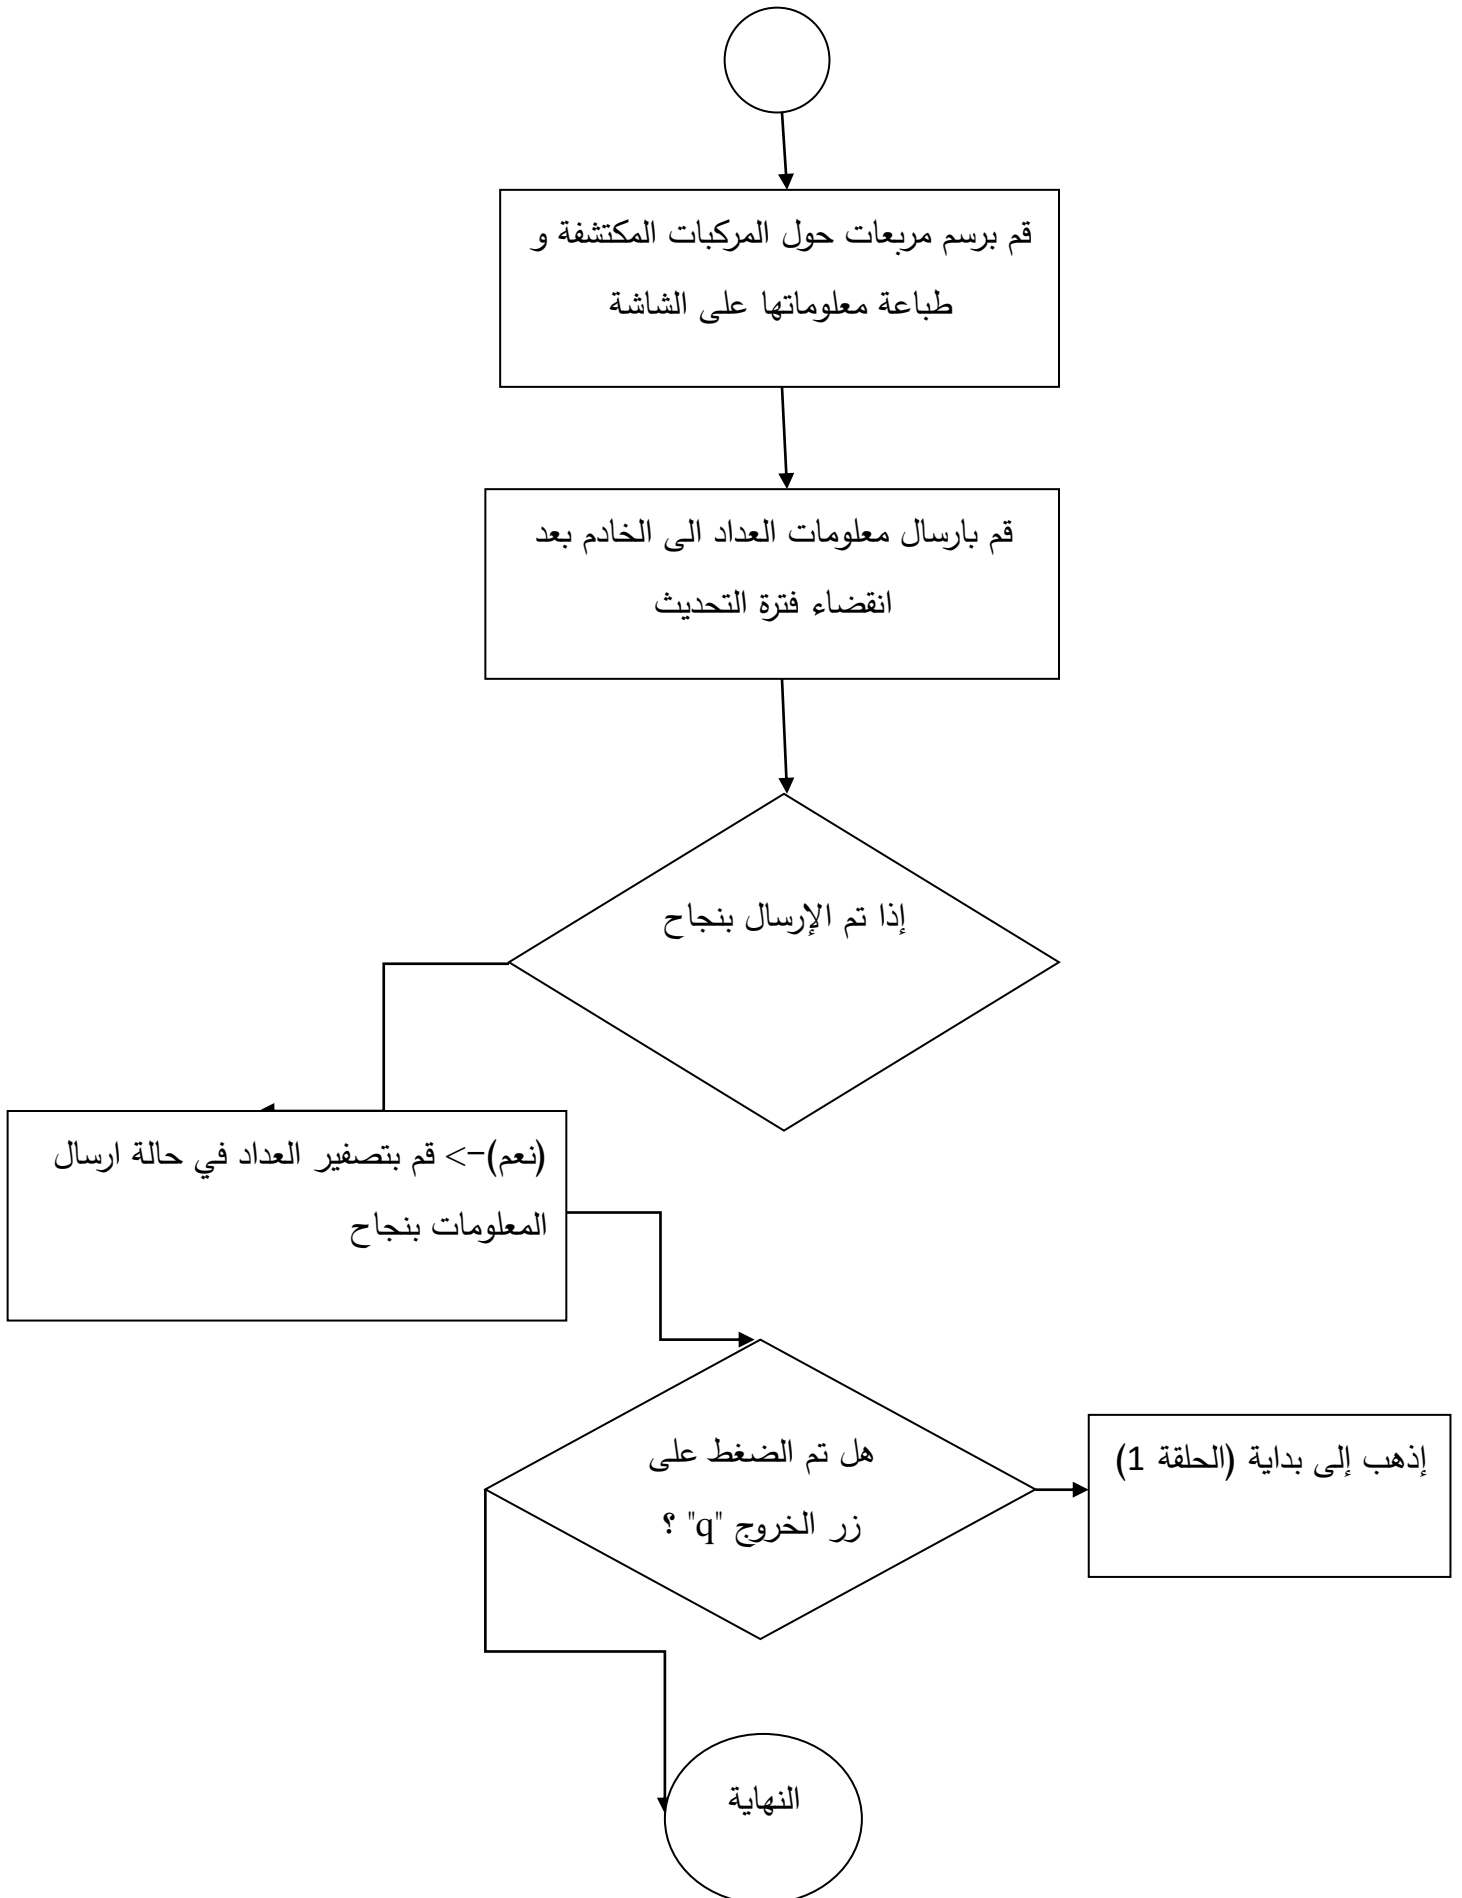 قم برسم مربعات حول المركبات المكتشفة و
طباعة معلوماتها على الشاشة
قم بارسال معلومات العداد الى الخادم بعد
انقضاء فترة التحديث
إذا تم الإرسال بنجاح
(نعم)-> قم بتصفير العداد في حالة ارسال
المعلومات بنجاح
هل تم الضغط على
زر الخروج "q" ؟
إذهب إلى بداية (الحلقة 1)
النهاية